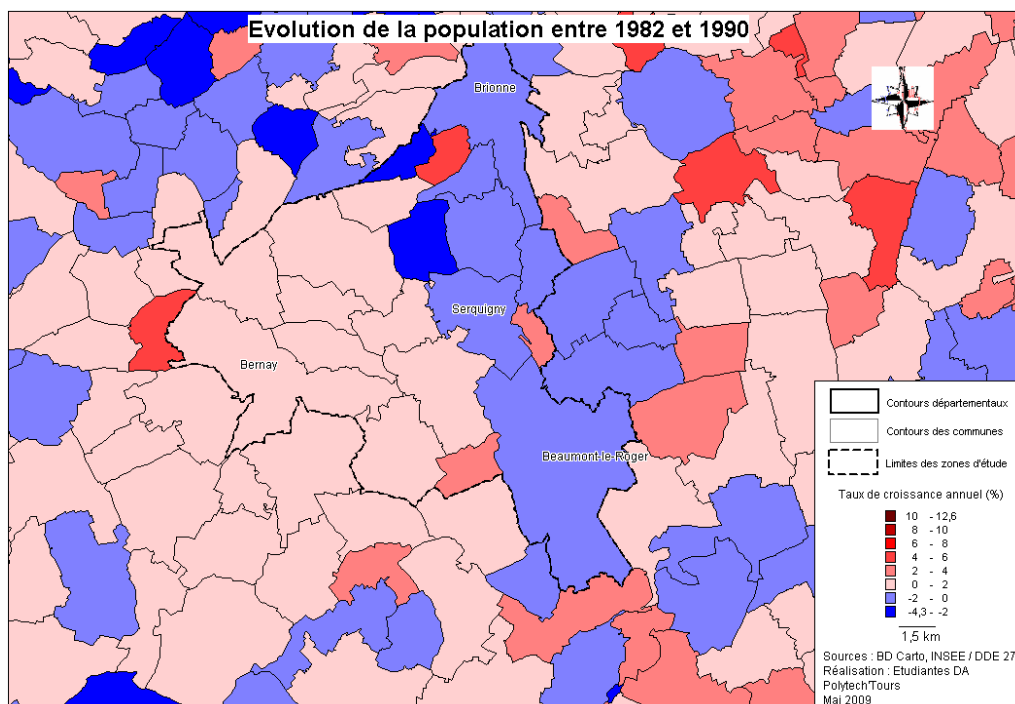 Evolution de la population entre 1982 et 1990
Brionne
Serquigny
Bernay
Beaumont-le-Roger
Contours départementaux
Contours des communes
Limites des zones d'étude
Taux de croissance annuel (%)
10 - 12,6
8 - 10
6 - 8
4 - 6
2 - 4
0 - 2
-2 - 0
-4,3 - -2
1,5 km
Sources : BD Carto, INSEE / DDE 27
Réalisation : Etudiantes DA
Polytech'Tours
Mai 2009